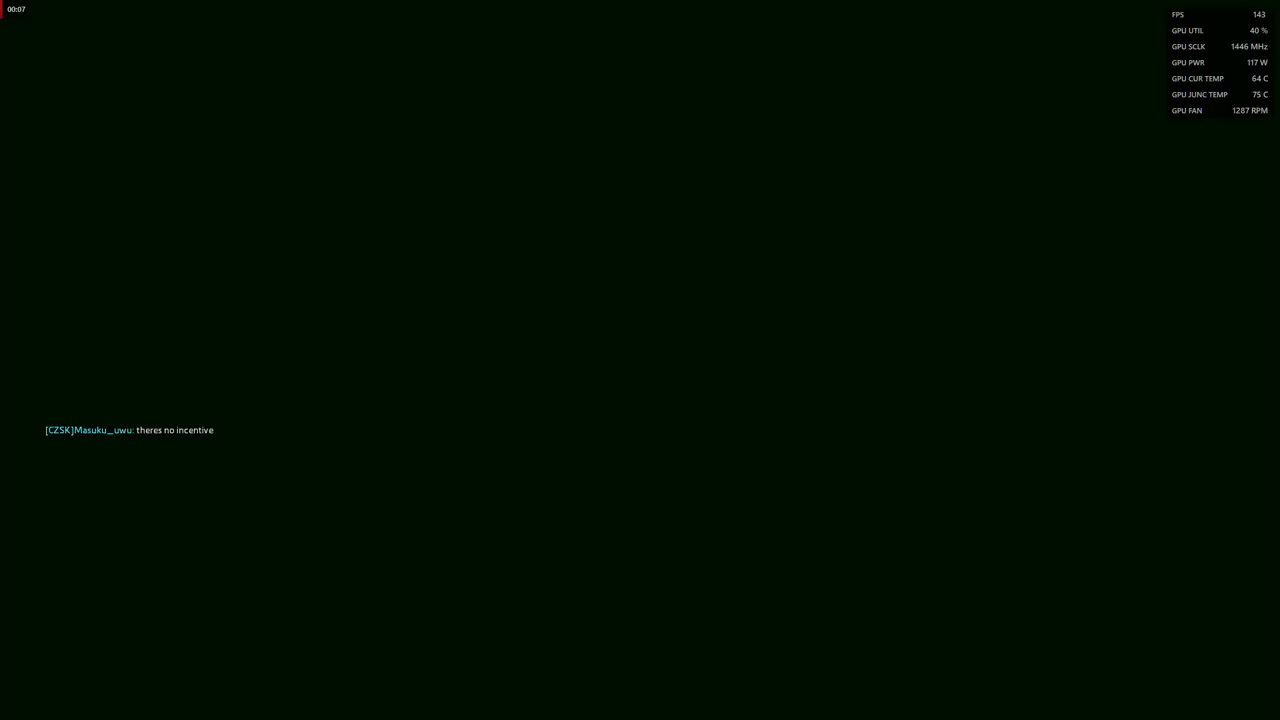 00:07
FPS 143
GPU UTIL 40 %
GPU SCLK 1446 MHz
GPU PWR 117 W
GPU CUR TEMP 64 C
GPU JUNC TEMP 75 C
GPU FAN 1287 RPM
[CZSK]Masuku_uwu: theres no incentive